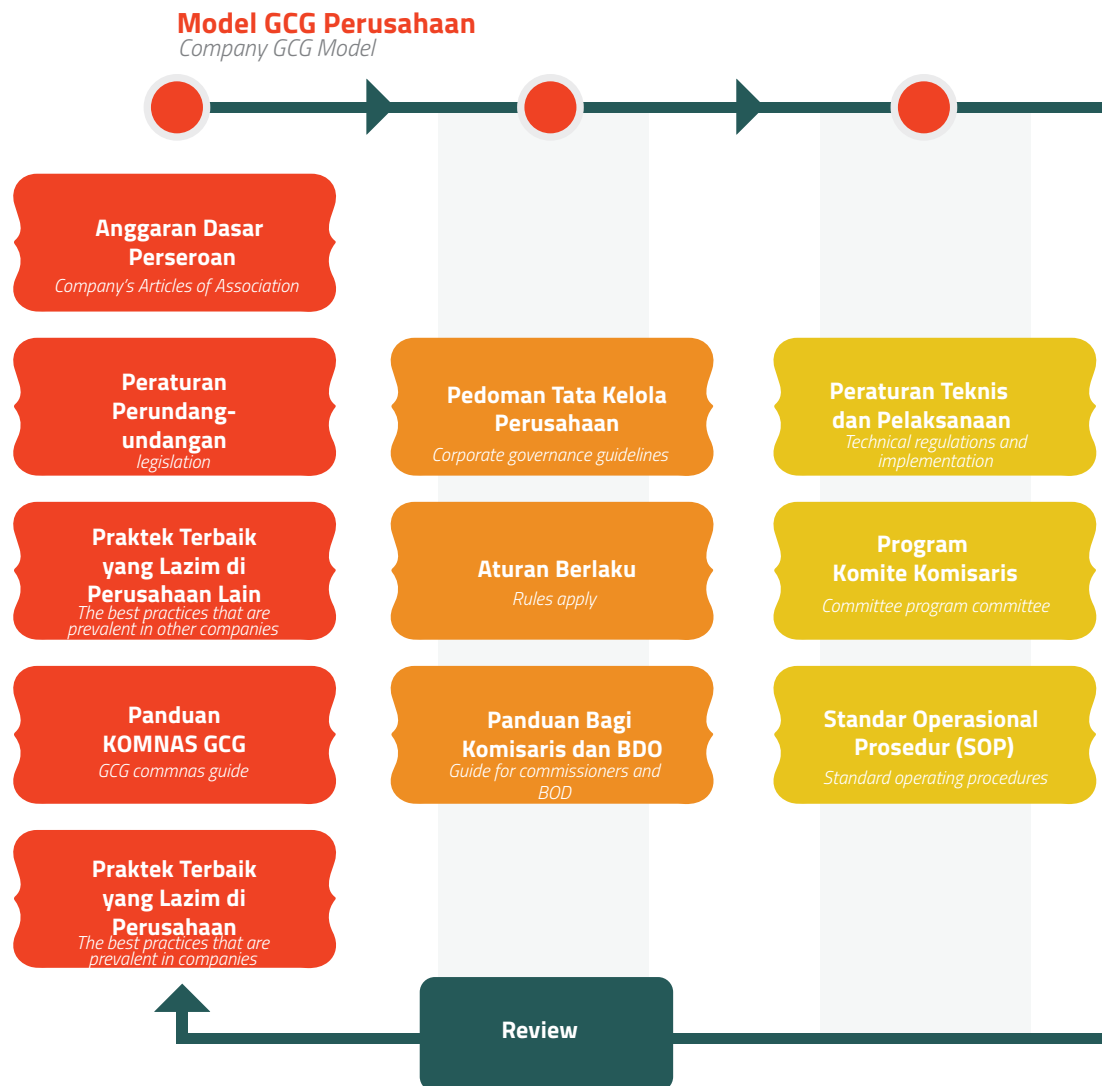 Model GCG Perusahaan
Company GCG Model
Anggaran Dasar
Perseroan
Company's Articles of Association
Peraturan
Perundang-
undangan
legislation
Praktek Terbaik
yang Lazim di
Perusahaan Lain
The best practices that are
prevalent in other companies
Panduan
KOMNAS GCG
GCG commnas guide
Praktek Terbaik
yang Lazim di
Perusahaan
The best practices that are
prevalent in companies
Pedoman Tata Kelola
Perusahaan
Corporate governance guidelines
Aturan Berlaku
Rules apply
Panduan Bagi
Komisaris dan BDO
Guide for commissioners and
BOD
Peraturan Teknis
dan Pelaksanaan
Technical regulations and
implementation
Program
Komite Komisaris
Committee program committee
Standar Operasional
Prosedur (SOP)
Standard operating procedures
Review